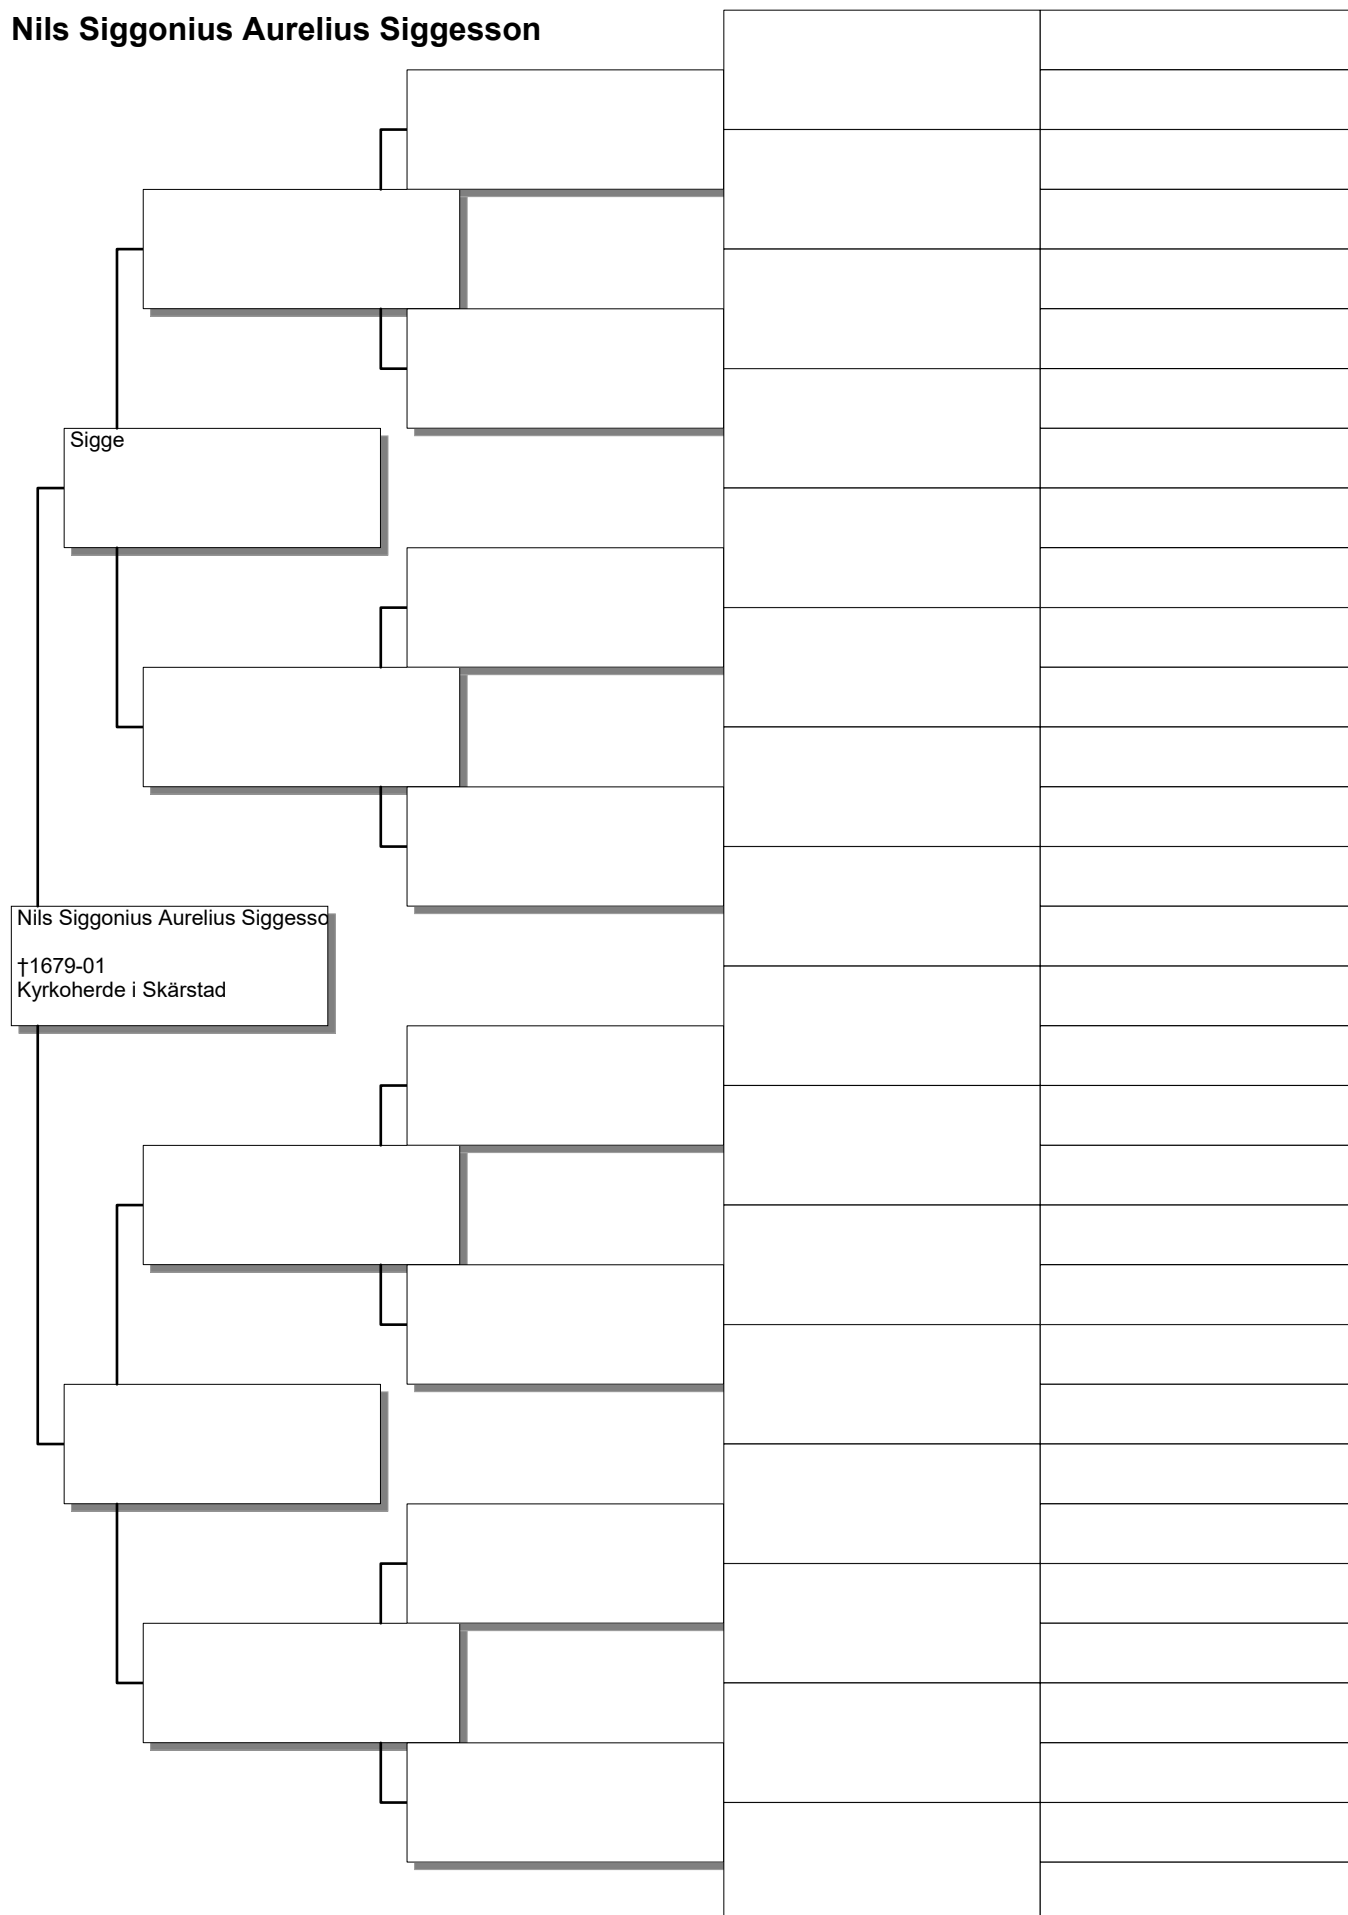 Nils Siggonius Aurelius Siggesson
Sigge
Nils Siggonius Aurelius Siggesso
†1679-01
Kyrkoherde i Skärstad